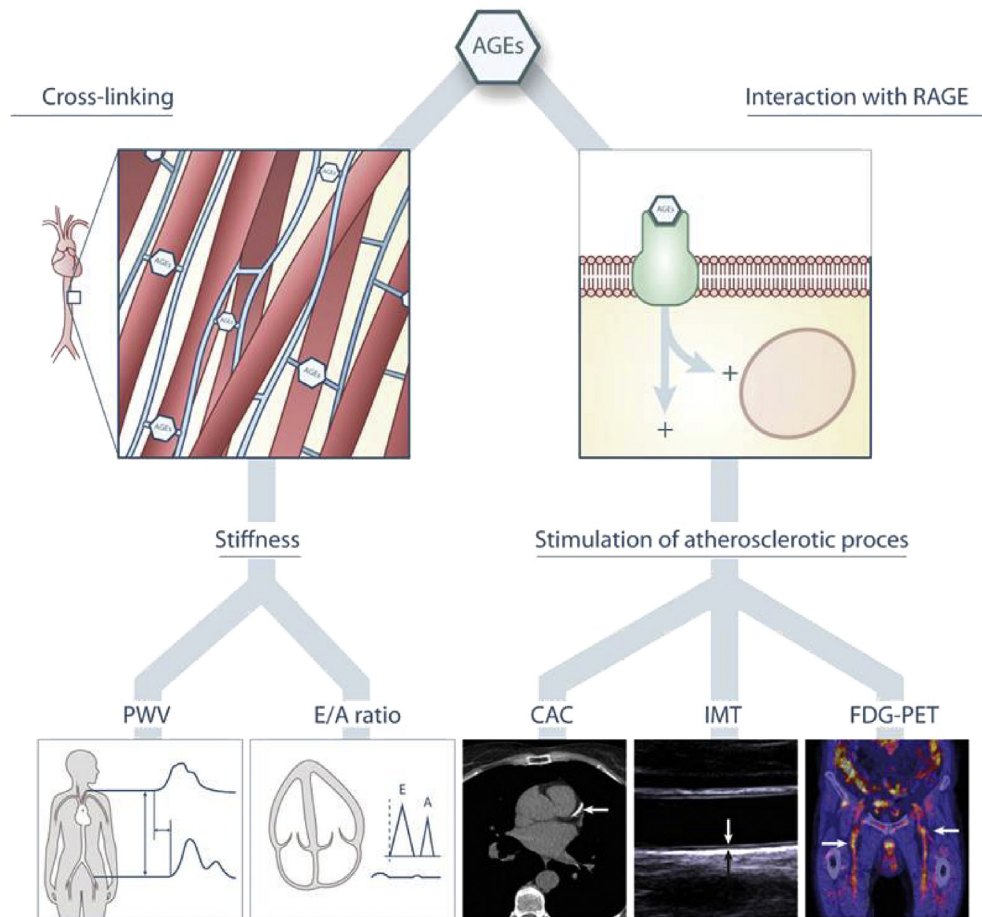 AGEs
Cross-linking
Interaction with RAGE
AGEs
AGEs
AGEs
AGEs
AGEs
AGEs
+
+
Stiffness
Stimulation of atherosclerotic proces
PWV
E/A ratio
CAC
IMT
FDG-PET
E
A